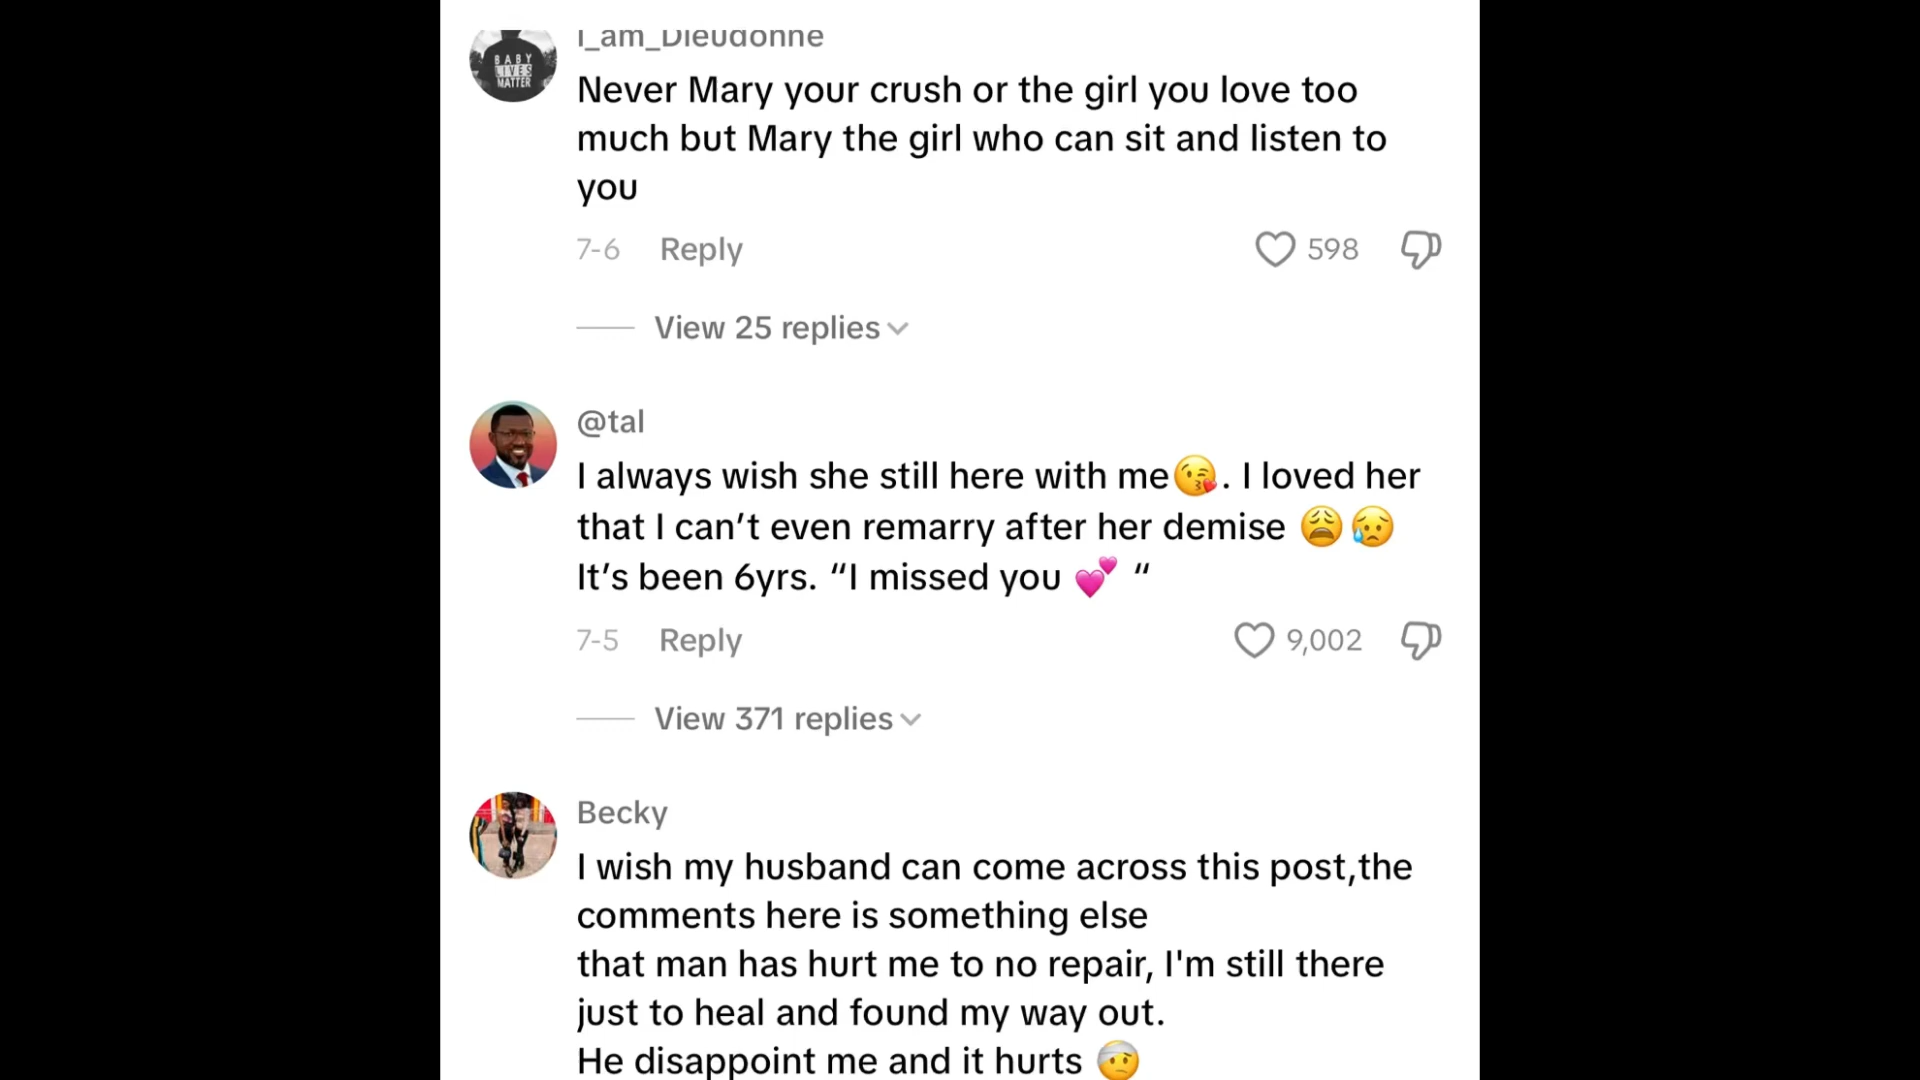 I_am_Dieudonne
BABY
LIVES
MATTER
Never Mary your crush or the girl you love too
much but Mary the girl who can sit and listen to
you
7-6 Reply 598
View 25 replies
@tal
I always wish she still here with me😘. I loved her
that I can’t even remarry after her demise 😩😥
It’s been 6yrs. “I missed you 💕 “
7-5 Reply 9,002
View 371 replies
Becky
I wish my husband can come across this post,the
comments here is something else
that man has hurt me to no repair, I'm still there
just to heal and found my way out.
He disappoint me and it hurts 🤕